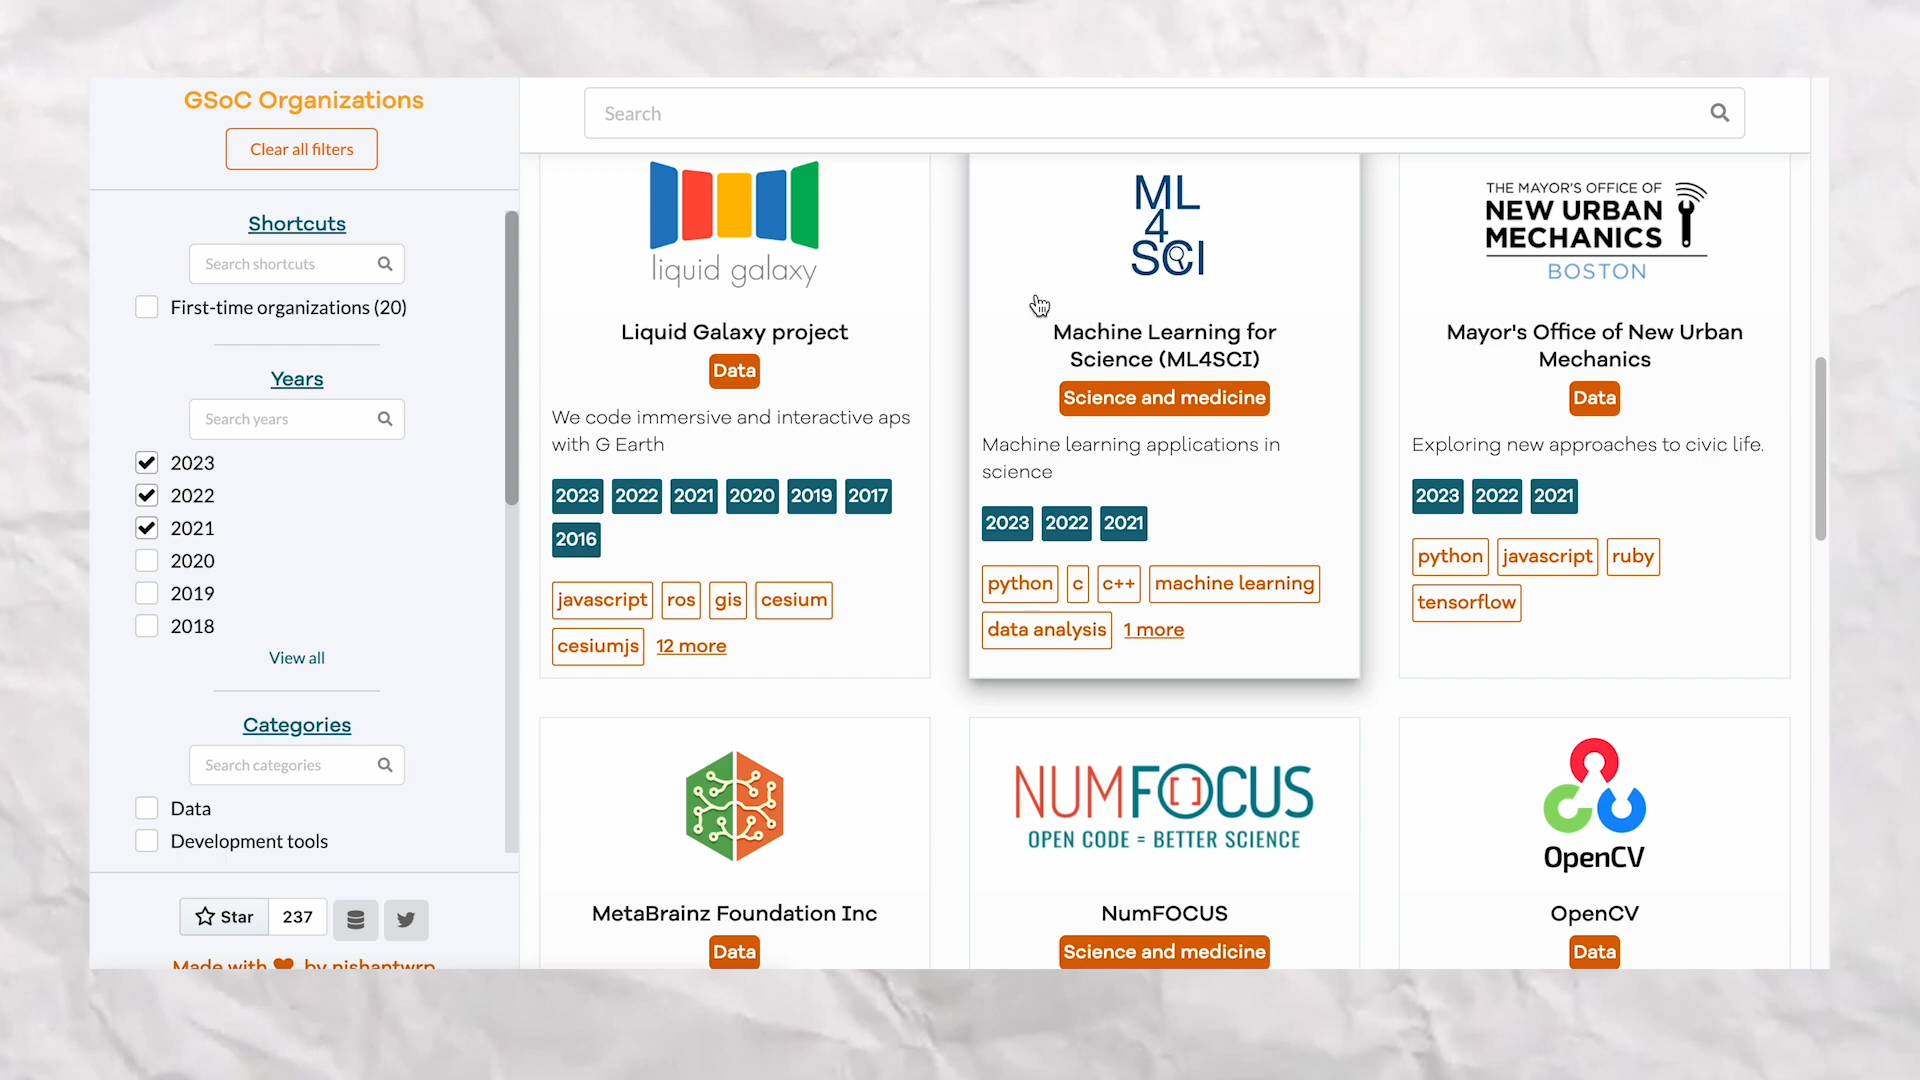 GSoC Organizations
Clear all filters
Shortcuts
Search shortcuts
First-time organizations (20)
Years
Search years
2023
2022
2021
2020
2019
2018
View all
Categories
Search categories
Data
Development tools
Star 237
Made with by nishantwrp
Search
liquid galaxy
Liquid Galaxy project
Data
We code immersive and interactive aps
with G Earth
2023 2022 2021 2020 2019 2017
2016
javascript ros gis cesium
cesiumjs 12 more
ML
4
SCI
Machine Learning for
Science (ML4SCI)
Science and medicine
Machine learning applications in
science
2023 2022 2021
python c c++ machine learning
data analysis 1 more
THE MAYOR'S OFFICE OF
NEW URBAN
MECHANICS
BOSTON
Mayor's Office of New Urban
Mechanics
Data
Exploring new approaches to civic life.
2023 2022 2021
python javascript ruby
tensorflow
MetaBrainz Foundation Inc
Data
NUMFOCUS
OPEN CODE = BETTER SCIENCE
NumFOCUS
Science and medicine
OpenCV
OpenCV
Data